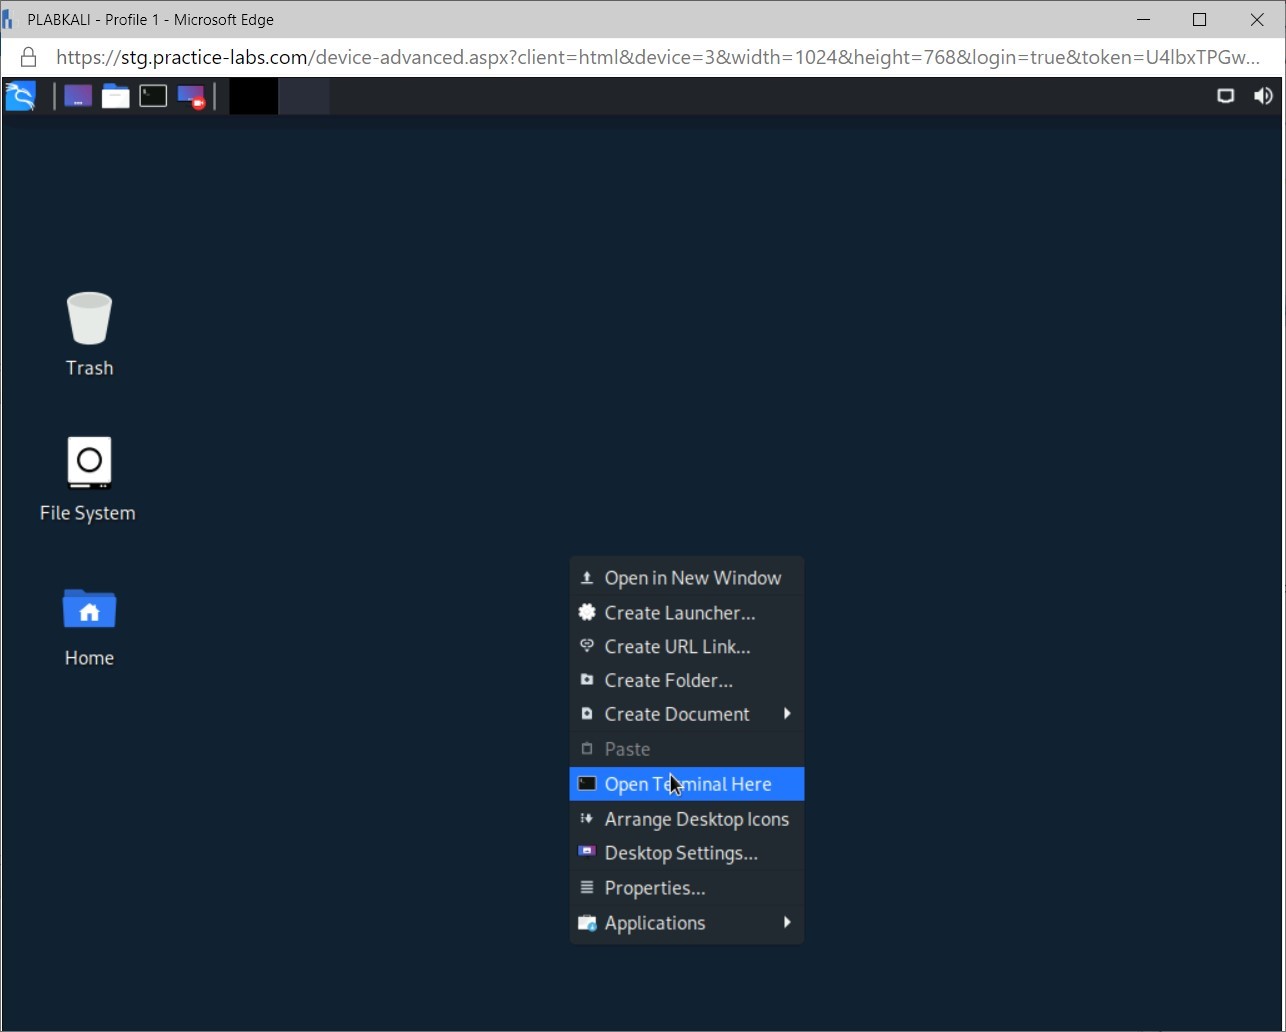 PLABKALI - Profile 1 - Microsoft Edge
https://stg.practice-labs.com/device-advanced.aspx?client=html&device=3&width=1024&height=768&login=true&token=U4lbxTPGw...
Trash
File System
Home
Open in New Window
Create Launcher...
Create URL Link...
Create Folder...
Create Document
Paste
Open Terminal Here
Arrange Desktop Icons
Desktop Settings...
Properties...
Applications